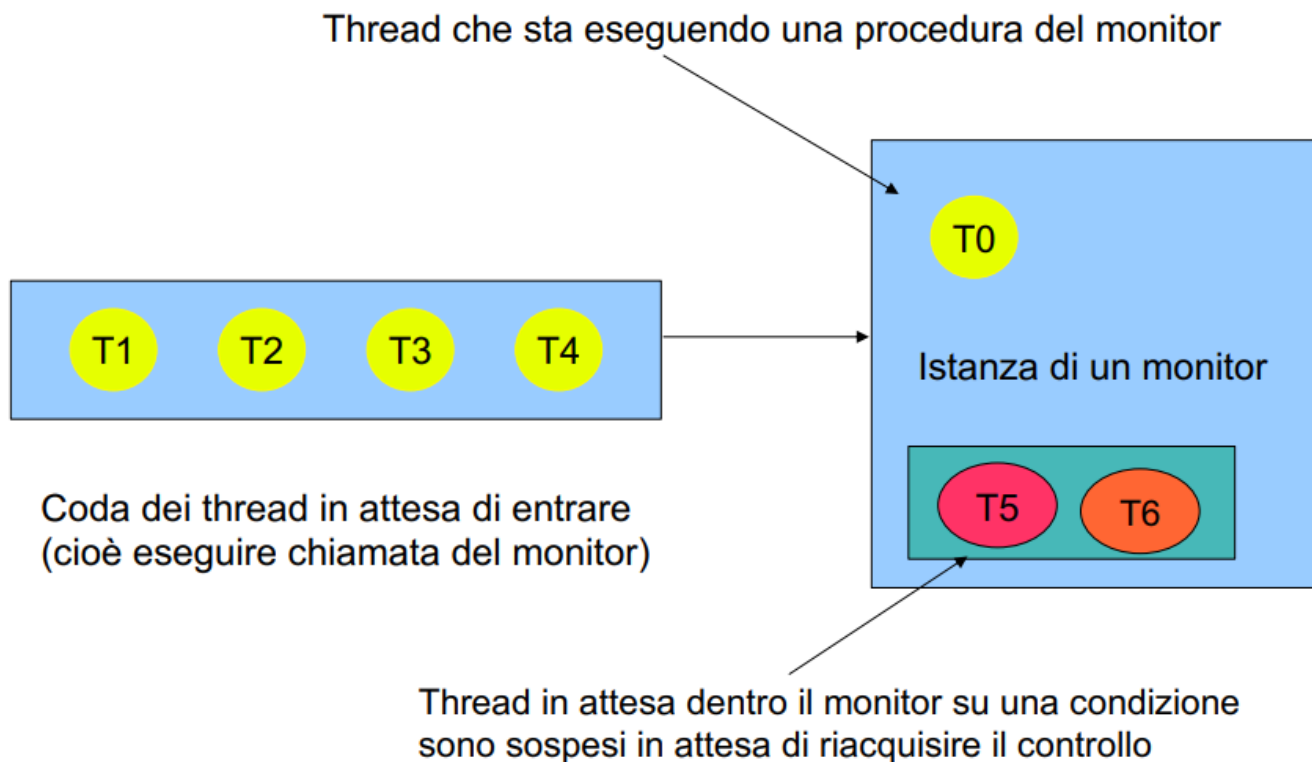 Thread che sta eseguendo una procedura del monitor
T0
T1 T2 T3 T4
Istanza di un monitor
Coda dei thread in attesa di entrare
(cioè eseguire chiamata del monitor)
T5 T6
Thread in attesa dentro il monitor su una condizione
sono sospesi in attesa di riacquisire il controllo